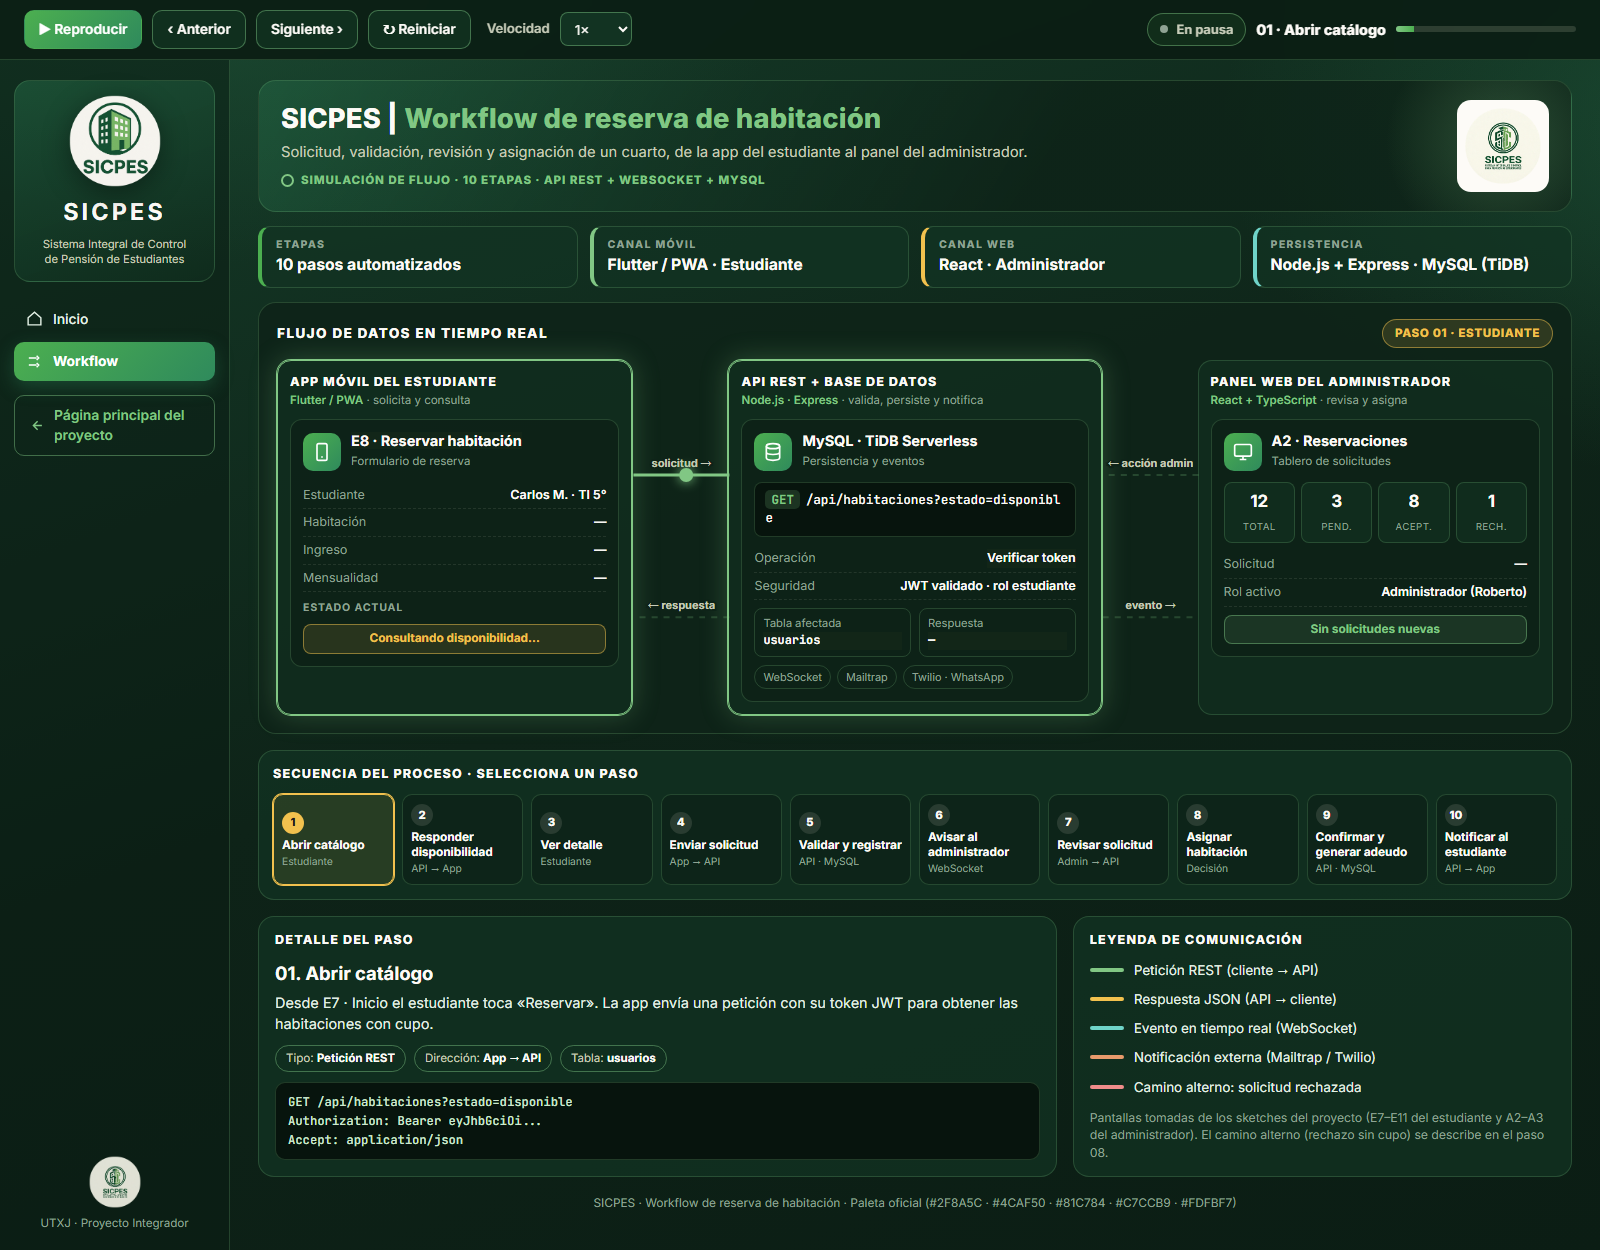 ▶ Reproducir
‹ Anterior
Siguiente ›
↻ Reiniciar
Velocidad
1×
En pausa
01 · Abrir catálogo
SICPES
SICPES
Sistema Integral de Control
de Pensión de Estudiantes
Inicio
Workflow
← Página principal del
proyecto
UTXJ · Proyecto Integrador
SICPES | Workflow de reserva de habitación
Solicitud, validación, revisión y asignación de un cuarto, de la app del estudiante al panel del administrador.
SIMULACIÓN DE FLUJO · 10 ETAPAS · API REST + WEBSOCKET + MYSQL
SICPES
ETAPAS
10 pasos automatizados
CANAL MÓVIL
Flutter / PWA · Estudiante
CANAL WEB
React · Administrador
PERSISTENCIA
Node.js + Express · MySQL (TiDB)
FLUJO DE DATOS EN TIEMPO REAL
PASO 01 · ESTUDIANTE
APP MÓVIL DEL ESTUDIANTE
Flutter / PWA · solicita y consulta
E8 · Reservar habitación
Formulario de reserva
Estudiante Carlos M. · TI 5°
Habitación —
Ingreso —
Mensualidad —
ESTADO ACTUAL
Consultando disponibilidad…
solicitud →
← respuesta
API REST + BASE DE DATOS
Node.js · Express · valida, persiste y notifica
MySQL · TiDB Serverless
Persistencia y eventos
GET /api/habitaciones?estado=disponibl
e
Operación Verificar token
Seguridad JWT validado · rol estudiante
Tabla afectada
usuarios
Respuesta
—
WebSocket
Mailtrap
Twilio · WhatsApp
← acción admin
evento →
PANEL WEB DEL ADMINISTRADOR
React + TypeScript · revisa y asigna
A2 · Reservaciones
Tablero de solicitudes
12
TOTAL
3
PEND.
8
ACEPT.
1
RECH.
Solicitud —
Rol activo Administrador (Roberto)
Sin solicitudes nuevas
SECUENCIA DEL PROCESO · SELECCIONA UN PASO
1
Abrir catálogo
Estudiante
2
Responder
disponibilidad
API → App
3
Ver detalle
Estudiante
4
Enviar solicitud
App → API
5
Validar y registrar
API · MySQL
6
Avisar al
administrador
WebSocket
7
Revisar solicitud
Admin → API
8
Asignar
habitación
Decisión
9
Confirmar y
generar adeudo
API · MySQL
10
Notificar al
estudiante
API → App
DETALLE DEL PASO
01. Abrir catálogo
Desde E7 · Inicio el estudiante toca «Reservar». La app envía una petición con su token JWT para obtener las
habitaciones con cupo.
Tipo: Petición REST
Dirección: App → API
Tabla: usuarios
GET /api/habitaciones?estado=disponible
Authorization: Bearer eyJhbGciOi...
Accept: application/json
LEYENDA DE COMUNICACIÓN
Petición REST (cliente → API)
Respuesta JSON (API → cliente)
Evento en tiempo real (WebSocket)
Notificación externa (Mailtrap / Twilio)
Camino alterno: solicitud rechazada
Pantallas tomadas de los sketches del proyecto (E7–E11 del estudiante y A2–A3
del administrador). El camino alterno (rechazo sin cupo) se describe en el paso
08.
SICPES · Workflow de reserva de habitación · Paleta oficial (#2F8A5C · #4CAF50 · #81C784 · #C7CCB9 · #FDFBF7)